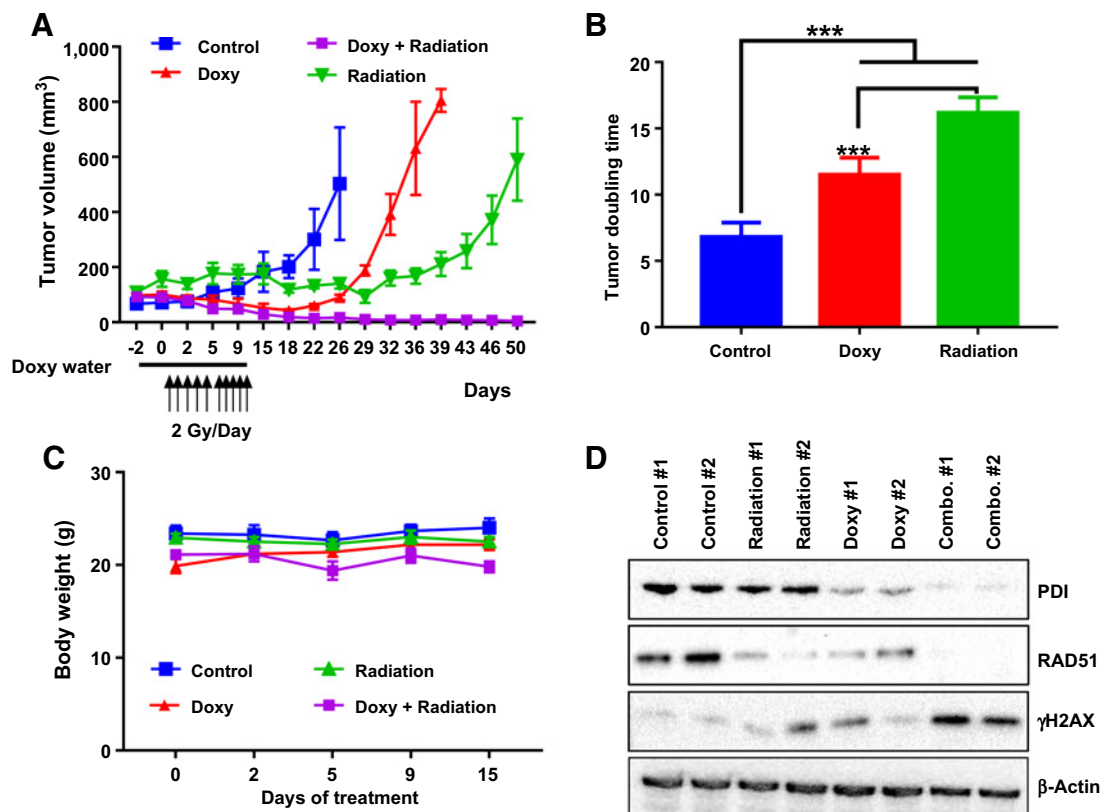 A
Tumor volume (mm³)
1,000
800
600
400
200
0
Control
Doxy
Doxy + Radiation
Radiation
-2 0 2 5 9 15 18 22 26 29 32 36 39 43 46 50
Doxy water
Days
2 Gy/Day
B
Tumor doubling time
20
15
10
5
0
***
***
Control Doxy Radiation
C
Body weight (g)
30
20
10
0
Control
Doxy
Radiation
Doxy + Radiation
0 2 5 9 15
Days of treatment
D
Control #1
Control #2
Radiation #1
Radiation #2
Doxy #1
Doxy #2
Combo. #1
Combo. #2
PDI
RAD51
γH2AX
β-Actin